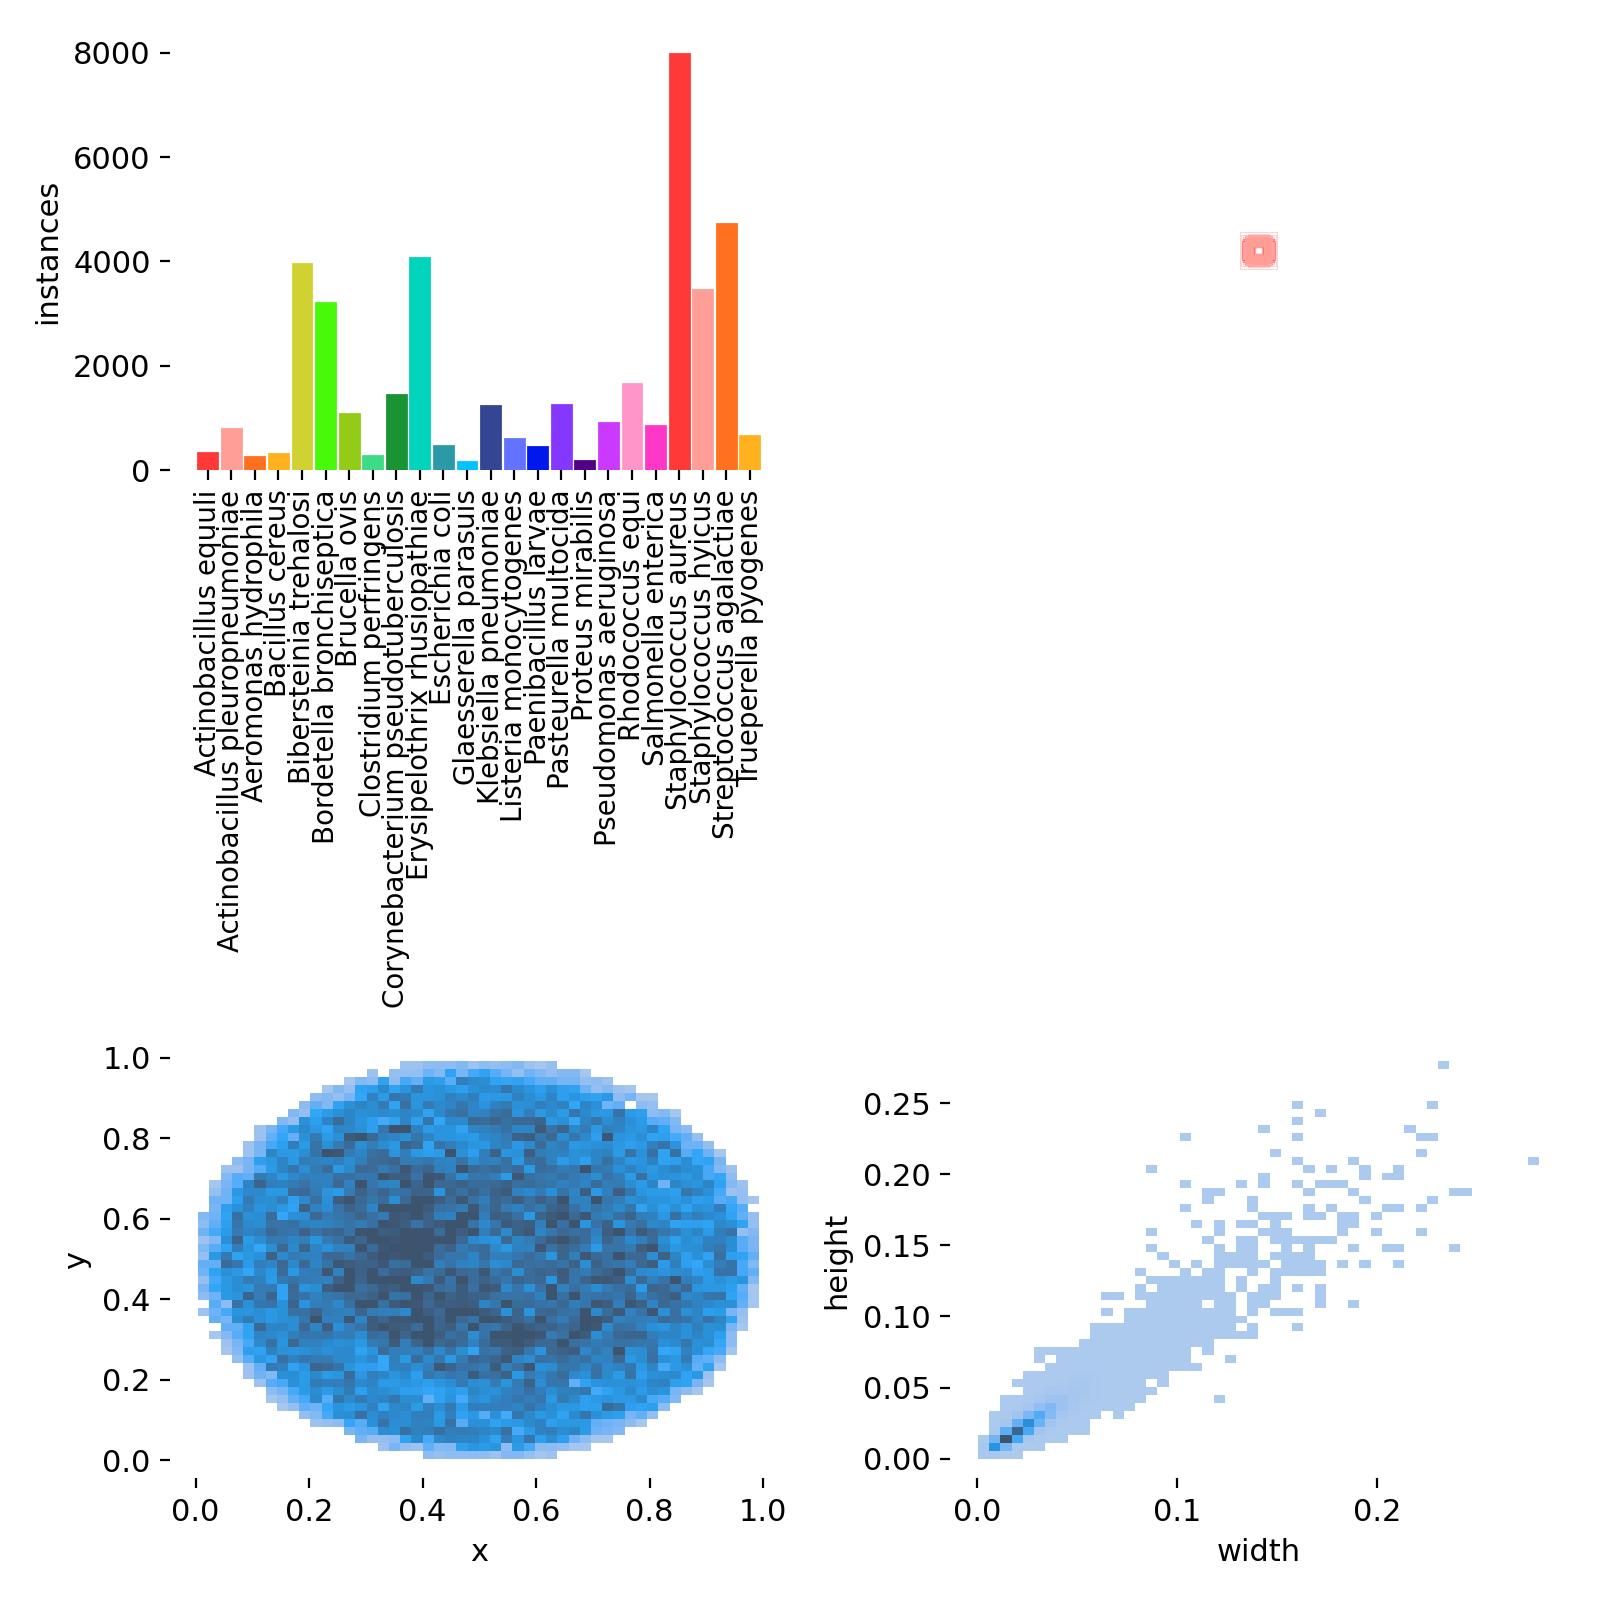 8000
6000
4000
2000
0
instances
Actinobacillus equuli
Actinobacillus pleuropneumoniae
Aeromonas hydrophila
Bacillus cereus
Bibersteinia trehalosi
Bordetella bronchiseptica
Brucella ovis
Clostridium perfringens
Corynebacterium pseudotuberculosis
Erysipelothrix rhusiopathiae
Escherichia coli
Glaesserella parasuis
Klebsiella pneumoniae
Listeria monocytogenes
Paenibacillus larvae
Pasteurella multocida
Proteus mirabilis
Pseudomonas aeruginosa
Rhodococcus equi
Salmonella enterica
Staphylococcus aureus
Staphylococcus hyicus
Streptococcus agalactiae
Trueperella pyogenes
1.0
0.8
0.6
0.4
0.2
0.0
y
0.0 0.2 0.4 0.6 0.8 1.0
x
0.25
0.20
0.15
0.10
0.05
0.00
height
0.0 0.1 0.2
width